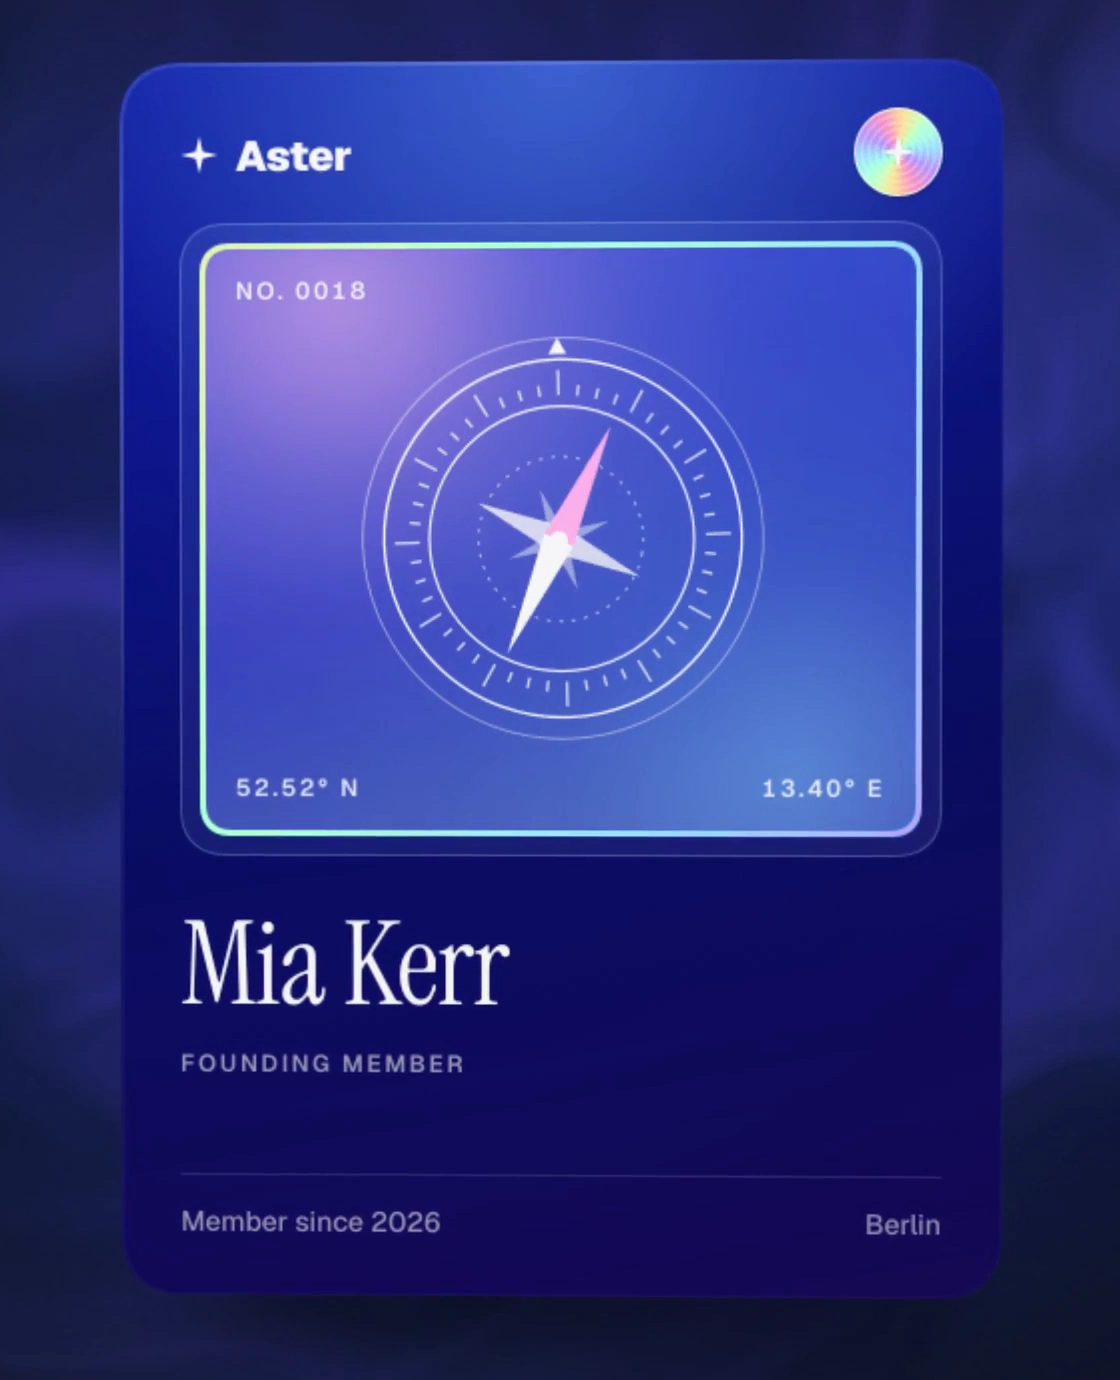 Aster
NO. 0018
52.52° N
13.40° E
Mia Kerr
FOUNDING MEMBER
Member since 2026
Berlin